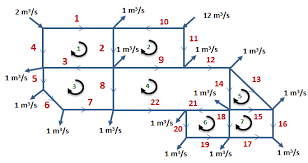 2 m³/s 1 1 m³/s 10 12 m³/s
4 1 2 2 11
1 m³/s 3 1 m³/s 9 1 m³/s 12 1 m³/s
5 3 8 4 14 13
1 m³/s 6 5
7 22 21 1 m³/s
1 m³/s 1 m³/s 20 6 18 7 15 16
19 17
1 m³/s 1 m³/s 1 m³/s